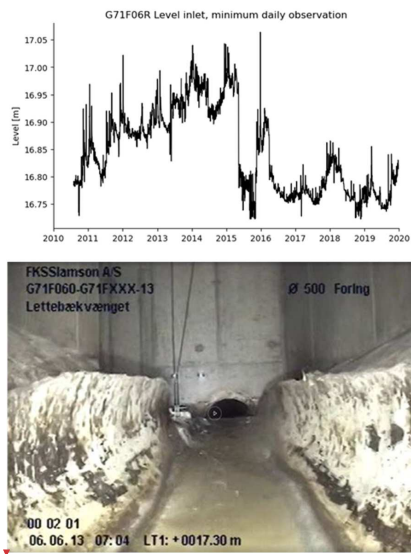 G71F06R Level inlet, minimum daily observation
Level [m]
17.05
17.00
16.95
16.90
16.85
16.80
16.75
2010 2011 2012 2013 2014 2015 2016 2017 2018 2019 2020
FKSSlamson A/S
G71F060-G71FXXX-13 Ø 500 Foring
Lettebækvænget
00 02 01
06.06.13 07:04 LT1: +0017.30 m